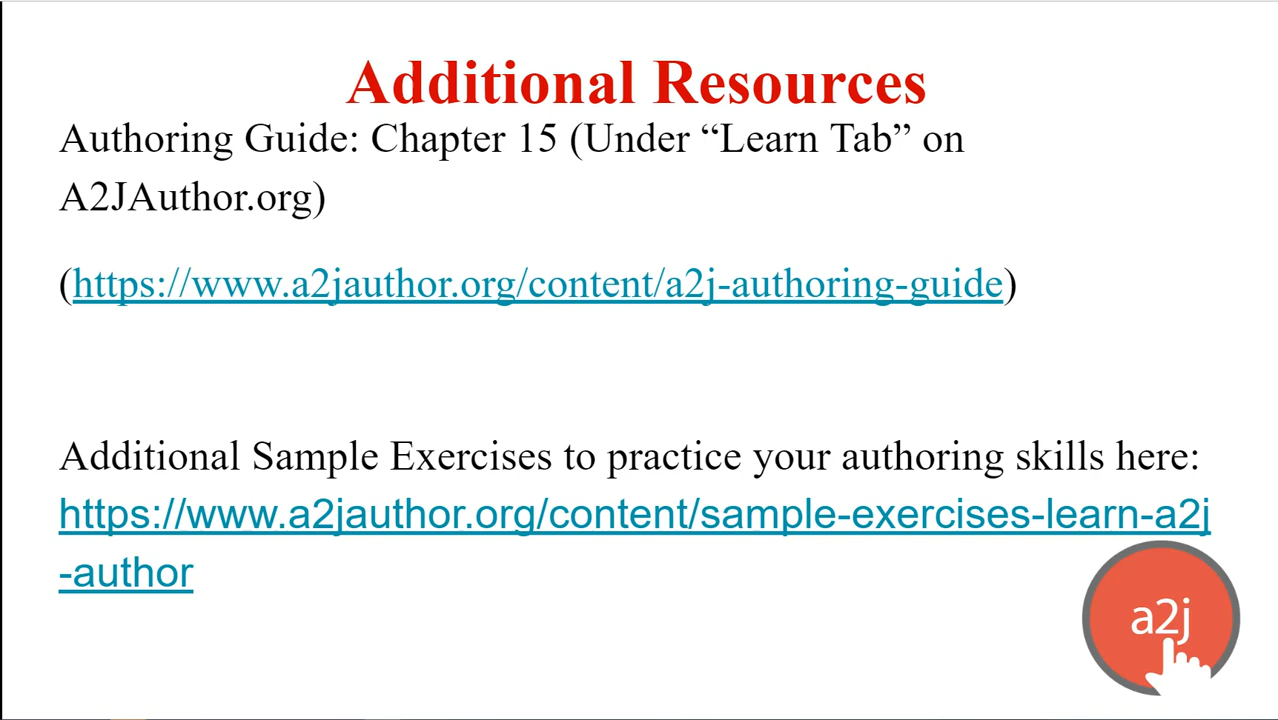 Additional Resources
Authoring Guide: Chapter 15 (Under “Learn Tab” on
A2JAuthor.org)
(https://www.a2jauthor.org/content/a2j-authoring-guide)
Additional Sample Exercises to practice your authoring skills here:
https://www.a2jauthor.org/content/sample-exercises-learn-a2j
-author
a2j